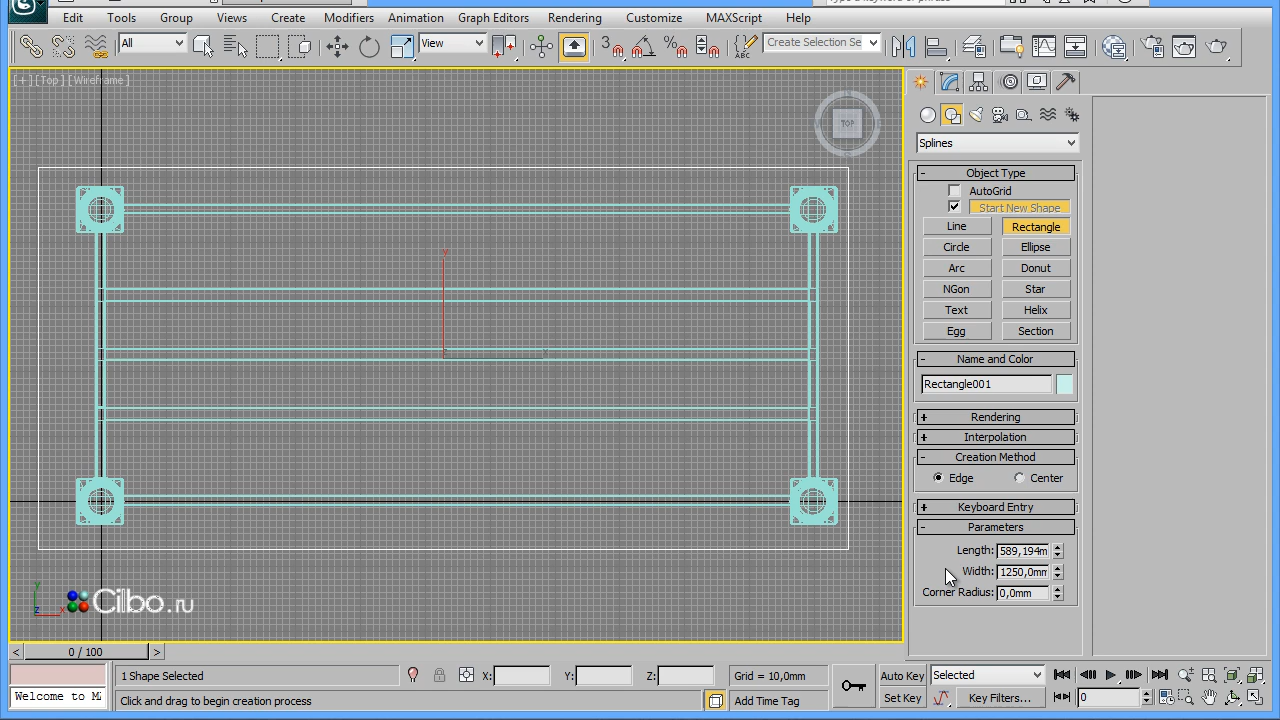 Edit Tools Group Views Create Modifiers Animation Graph Editors Rendering Customize MAXScript Help
All View 3 ABC Create Selection Se
[+][Top][Wireframe]
TOP
Splines
- Object Type
AutoGrid
Start New Shape
Line Rectangle
Circle Ellipse
Arc Donut
NGon Star
Text Helix
Egg Section
- Name and Color
Rectangle001
+ Rendering
+ Interpolation
- Creation Method
Edge Center
+ Keyboard Entry
- Parameters
Length: 589,194m
Width: 1250,0mm
Corner Radius: 0,0mm
y
x
z
y
z x
Cilbo.ru
< 0 / 100 >
1 Shape Selected X: Y: Z: Grid = 10,0mm Auto Key Selected
Welcome to M
Click and drag to begin creation process Add Time Tag Set Key Key Filters... 0